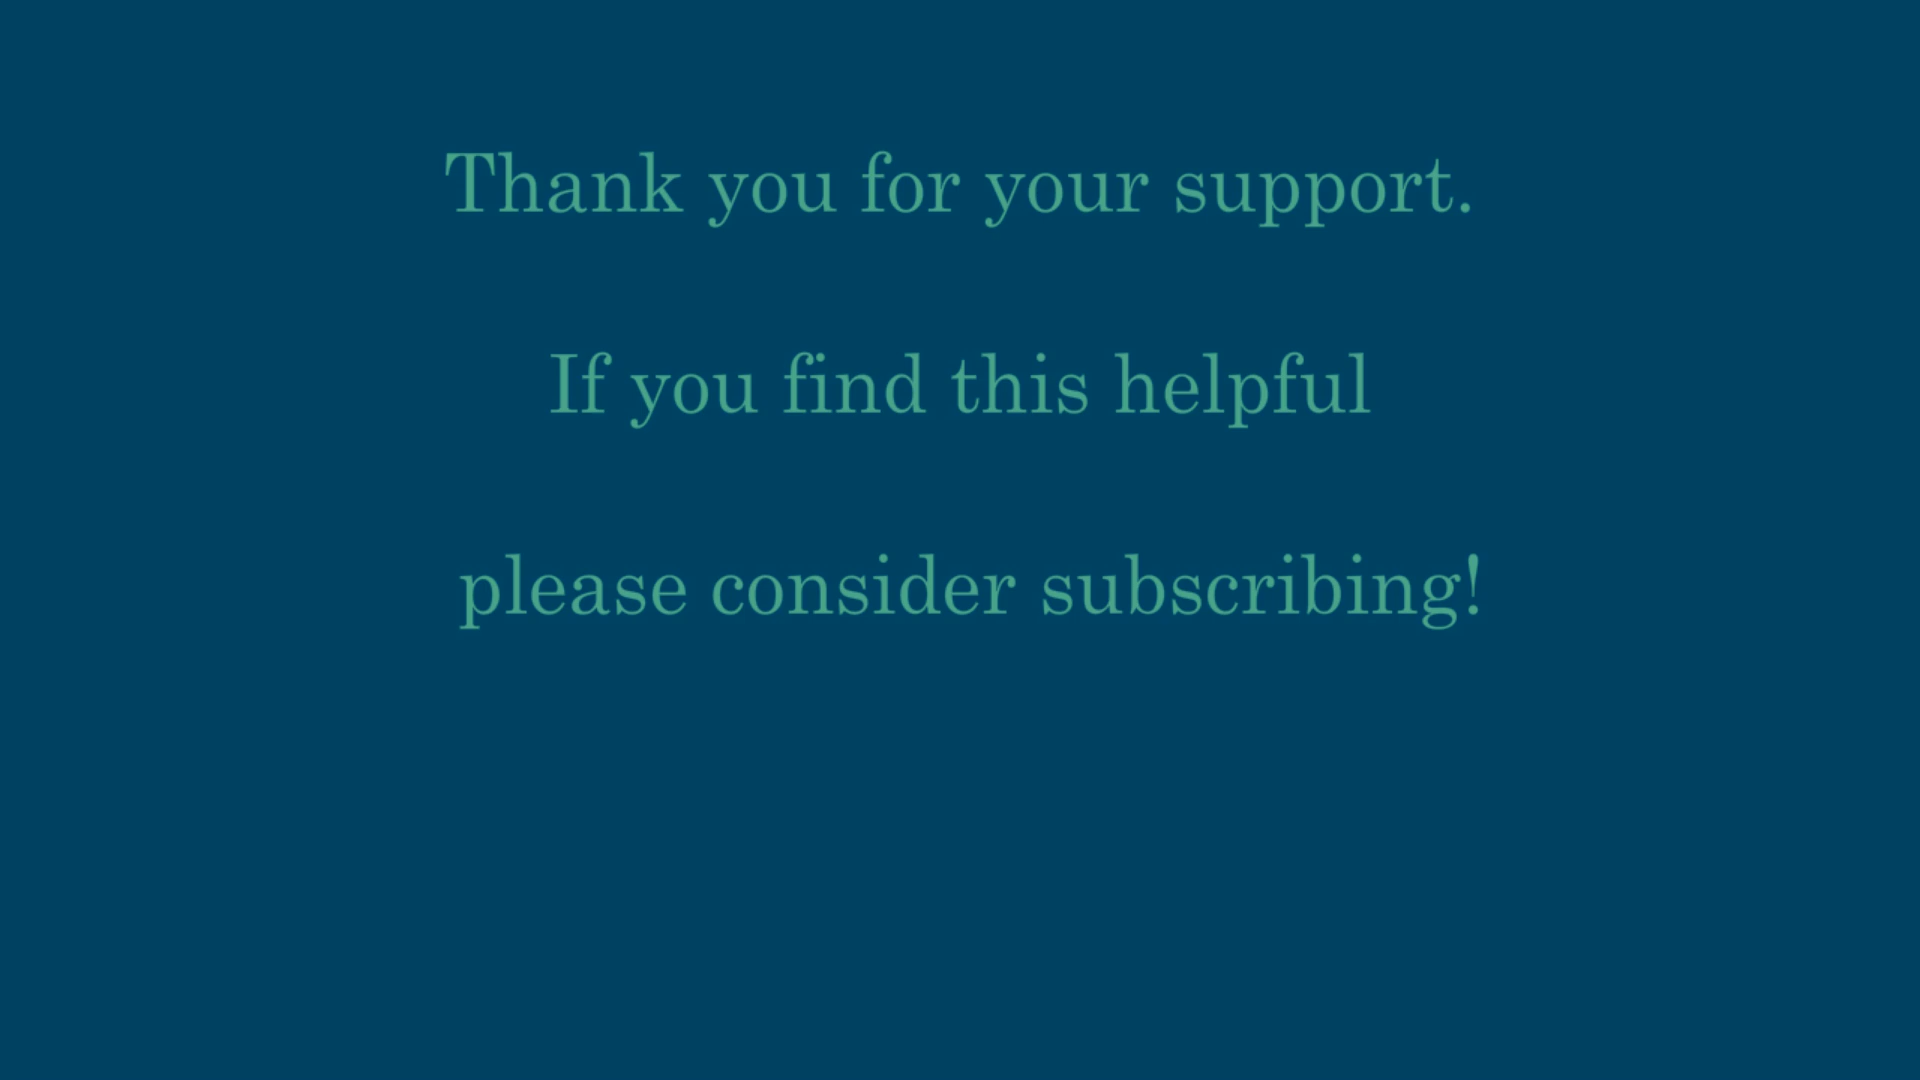 Thank you for your support.
If you find this helpful
please consider subscribing!